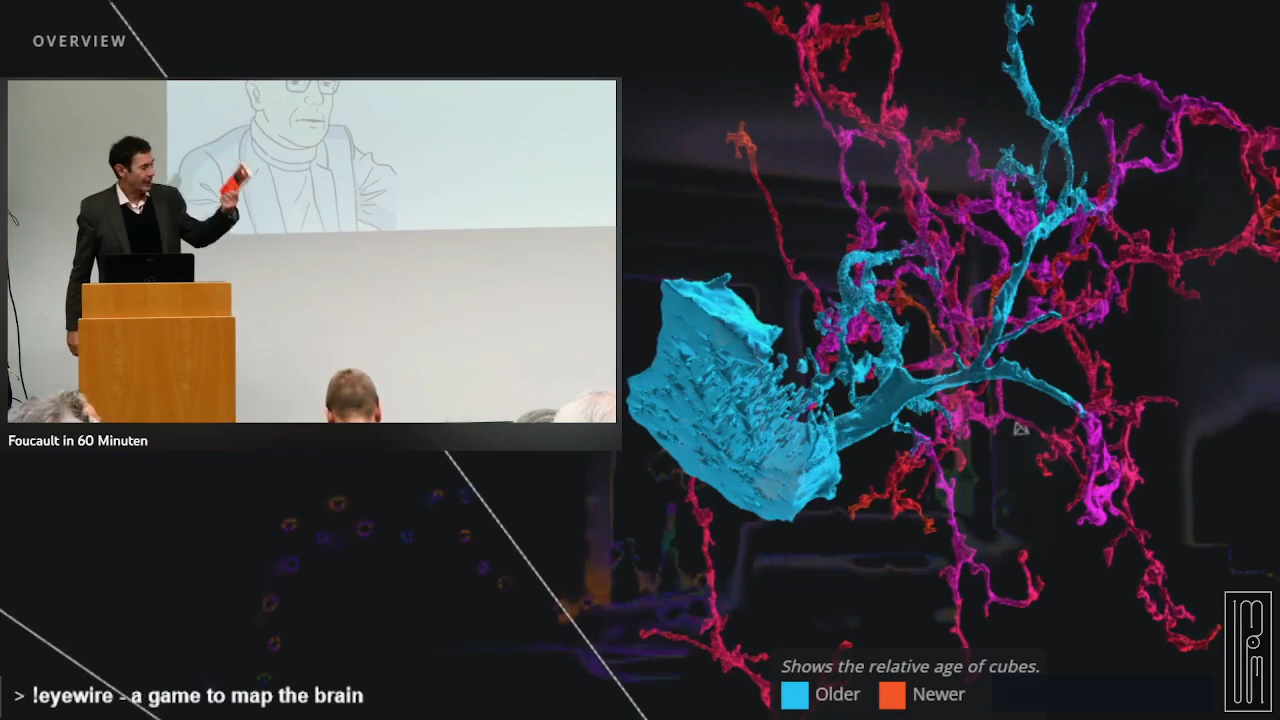 OVERVIEW
Foucault in 60 Minuten
Shows the relative age of cubes.
Older
Newer
> !eyewire - a game to map the brain